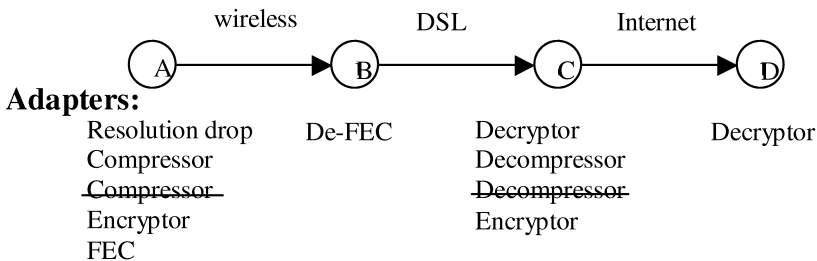 wireless DSL Internet
A B C D
Adapters:
Resolution drop De-FEC Decryptor Decryptor
Compressor Decompressor
Compressor Decompressor
Encryptor Encryptor
FEC